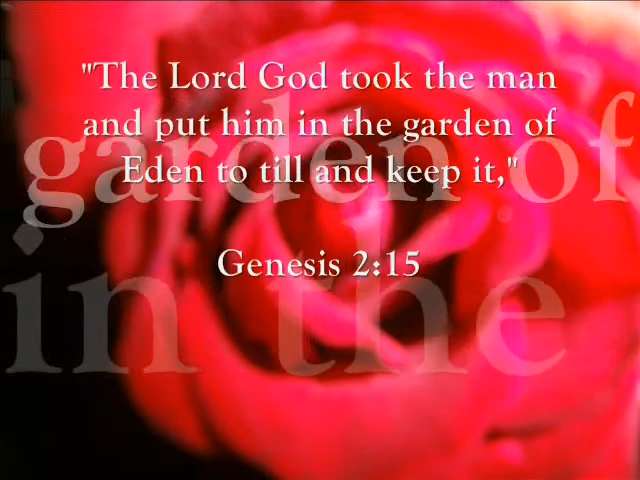 "The Lord God took the man
and put him in the garden of
Eden to till and keep it,"
Genesis 2:15
garden of
in the